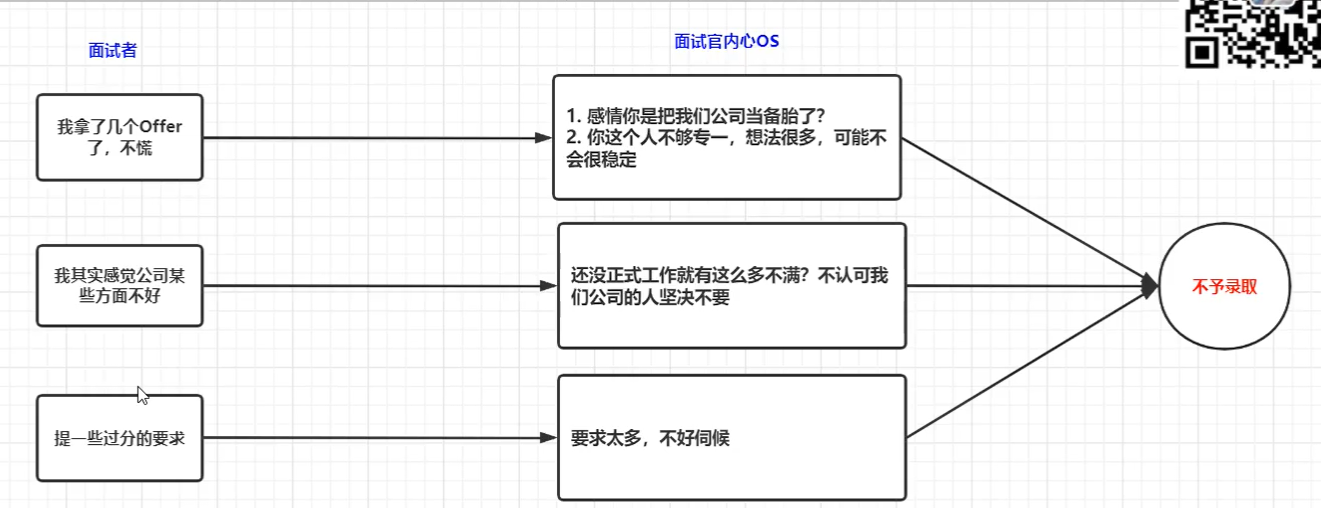 面试者
面试官内心OS
我拿了几个Offer
了，不慌
1. 感情你是把我们公司当备胎了？
2. 你这个人不够专一，想法很多，可能不
会很稳定
我其实感觉公司某
些方面不好
还没正式工作就有这么多不满？不认可我
们公司的人坚决不要
不予录取
提一些过分的要求
要求太多，不好伺候